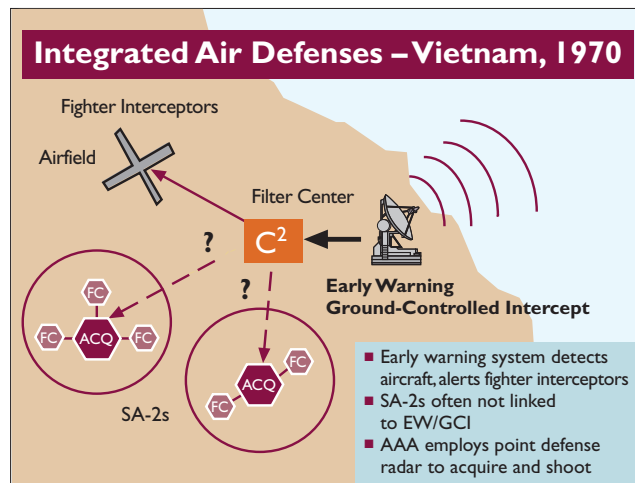 Integrated Air Defenses – Vietnam, 1970
Fighter Interceptors
Airfield
Filter Center
C²
?
?
Early Warning
Ground-Controlled Intercept
FC
FC
ACQ
FC
FC
ACQ
FC
SA-2s
■ Early warning system detects
aircraft, alerts fighter interceptors
■ SA-2s often not linked
to EW/GCI
■ AAA employs point defense
radar to acquire and shoot